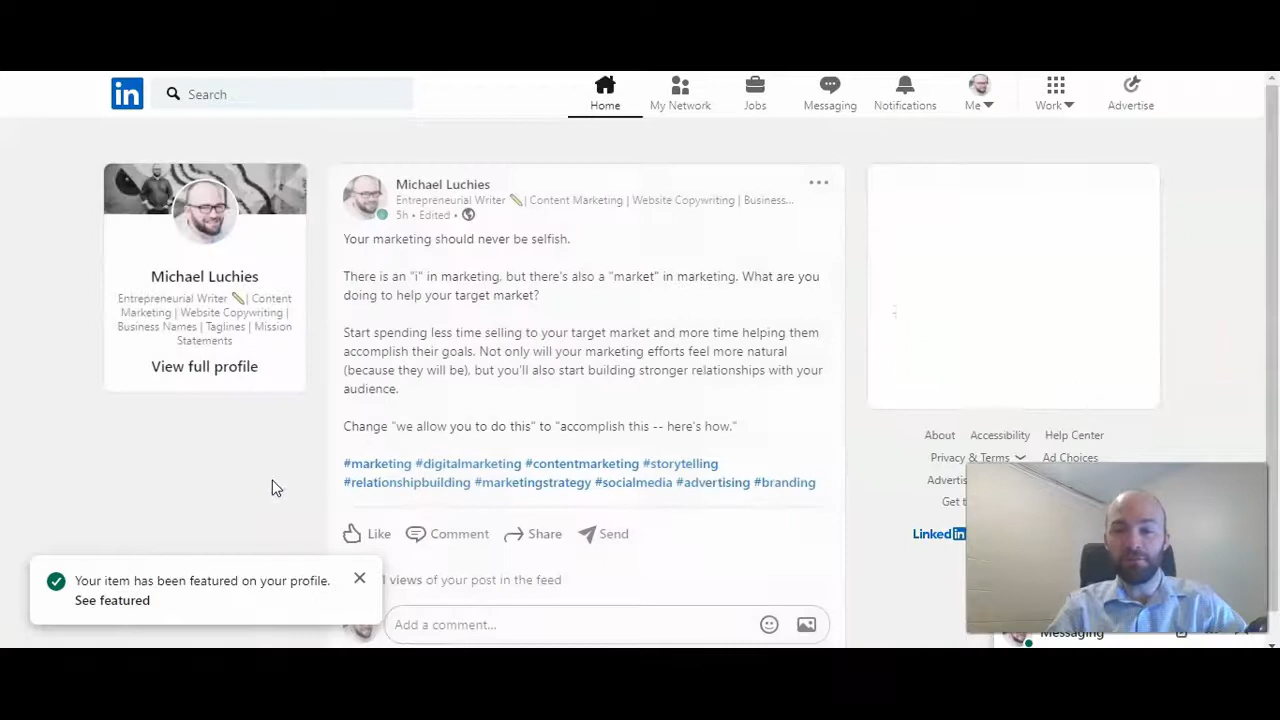 in
Search
Home
My Network
Jobs
Messaging
Notifications
Me
Work
Advertise
Michael Luchies
Entrepreneurial Writer | Content
Marketing | Website Copywriting |
Business Names | Taglines | Mission
Statements
View full profile
Michael Luchies
Entrepreneurial Writer | Content Marketing | Website Copywriting | Business...
5h • Edited •
Your marketing should never be selfish.
There is an "i" in marketing, but there's also a "market" in marketing. What are you
doing to help your target market?
Start spending less time selling to your target market and more time helping them
accomplish their goals. Not only will your marketing efforts feel more natural
(because they will be), but you'll also start building stronger relationships with your
audience.
Change "we allow you to do this" to "accomplish this -- here's how."
#marketing #digitalmarketing #contentmarketing #storytelling
#relationshipbuilding #marketingstrategy #socialmedia #advertising #branding
Like
Comment
Share
Send
views of your post in the feed
Add a comment...
About Accessibility Help Center
Privacy & Terms Ad Choices
Linked in
Messaging
Your item has been featured on your profile.
See featured